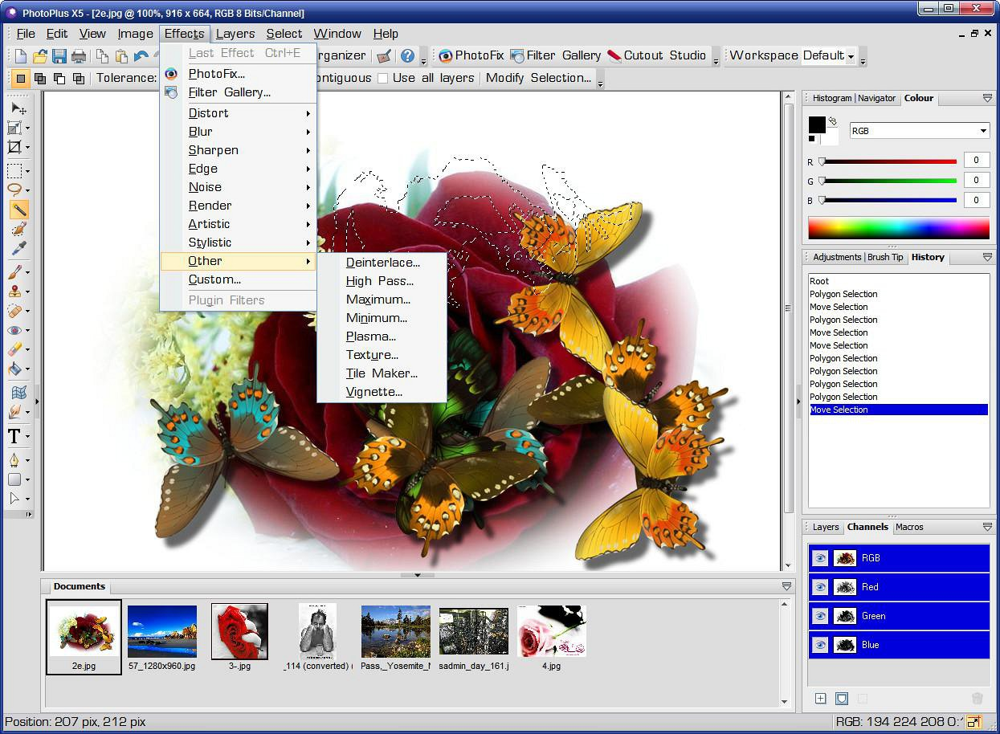 PhotoPlus X5 - [2e.jpg @ 100%, 916 x 664, RGB 8 Bits/Channel]
File Edit View Image Effects Layers Select Window Help
rganizer PhotoFix Filter Gallery Cutout Studio Workspace Default
Tolerance: ontiguous Use all layers Modify Selection...
Last Effect Ctrl+E
PhotoFix...
Filter Gallery...
Distort
Blur
Sharpen
Edge
Noise
Render
Artistic
Stylistic
Other
Custom...
Plugin Filters
Deinterlace...
High Pass...
Maximum...
Minimum...
Plasma...
Texture...
Tile Maker...
Vignette...
Histogram Navigator Colour
RGB
R 0
G 0
B 0
Adjustments Brush Tip History
Root
Polygon Selection
Move Selection
Polygon Selection
Move Selection
Move Selection
Polygon Selection
Polygon Selection
Polygon Selection
Polygon Selection
Move Selection
Layers Channels Macros
RGB
Red
Green
Blue
Documents
2e.jpg 57_1280x960.jpg 3-.jpg _114 (converted) ( Pass,_Yosemite_N sadmin_day_161.j 4.jpg
Position: 207 pix, 212 pix
RGB: 194 224 208 0: